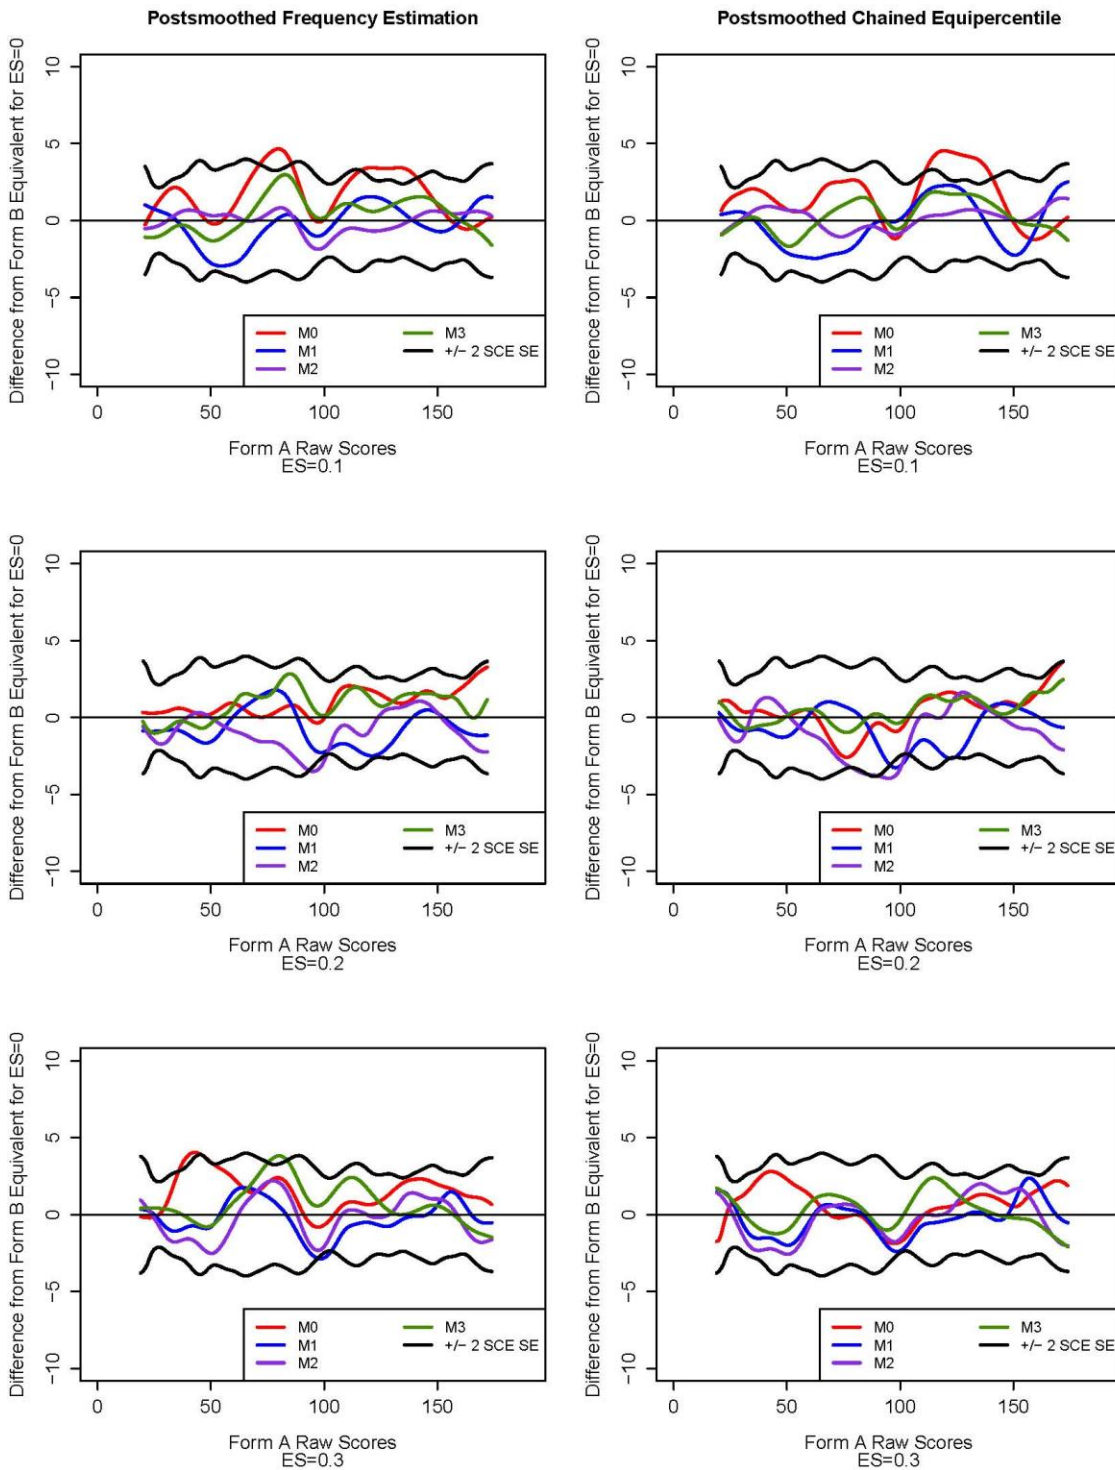 Postsmoothed Frequency Estimation
Difference from Form B Equivalent for ES=0
10
5
0
−5
−10
M0
M1
M2
M3
+/− 2 SCE SE
0
50
100
150
Form A Raw Scores
ES=0.1
Postsmoothed Chained Equipercentile
Difference from Form B Equivalent for ES=0
10
5
0
−5
−10
M0
M1
M2
M3
+/− 2 SCE SE
0
50
100
150
Form A Raw Scores
ES=0.1
Difference from Form B Equivalent for ES=0
10
5
0
−5
−10
M0
M1
M2
M3
+/− 2 SCE SE
0
50
100
150
Form A Raw Scores
ES=0.2
Difference from Form B Equivalent for ES=0
10
5
0
−5
−10
M0
M1
M2
M3
+/− 2 SCE SE
0
50
100
150
Form A Raw Scores
ES=0.2
Difference from Form B Equivalent for ES=0
10
5
0
−5
−10
M0
M1
M2
M3
+/− 2 SCE SE
0
50
100
150
Form A Raw Scores
ES=0.3
Difference from Form B Equivalent for ES=0
10
5
0
−5
−10
M0
M1
M2
M3
+/− 2 SCE SE
0
50
100
150
Form A Raw Scores
ES=0.3